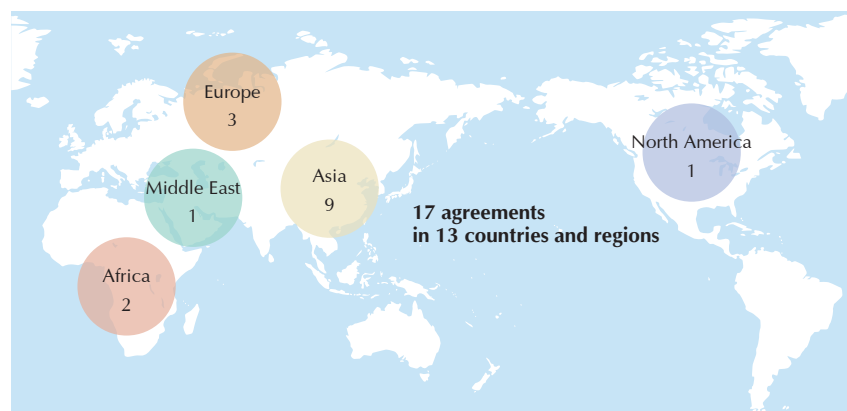 Europe
3
North America
1
Asia
9
Middle East
1
17 agreements
in 13 countries and regions
Africa
2